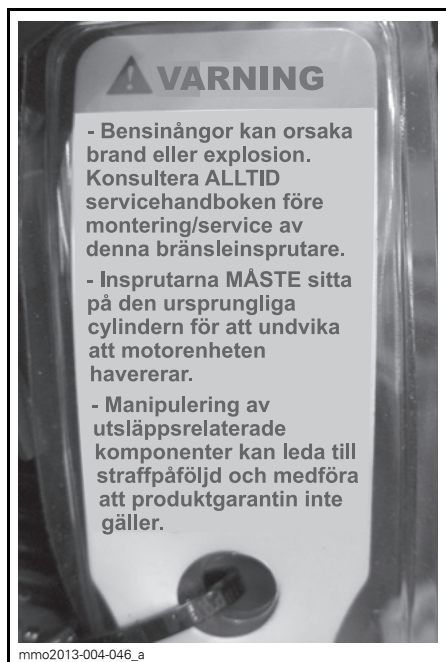 VARNING
- Bensinångor kan orsaka
brand eller explosion.
Konsultera ALLTID
servicehandboken före
montering/service av
denna bränsleinsprutare.
- Insprutarna MÅSTE sitta
på den ursprungliga
cylindern för att undvika
att motorenheten
havererar.
- Manipulering av
utsläppsrelaterade
komponenter kan leda till
straffpåföljd och medföra
att produktgarantin inte
gäller.
mmo2013-004-046_a